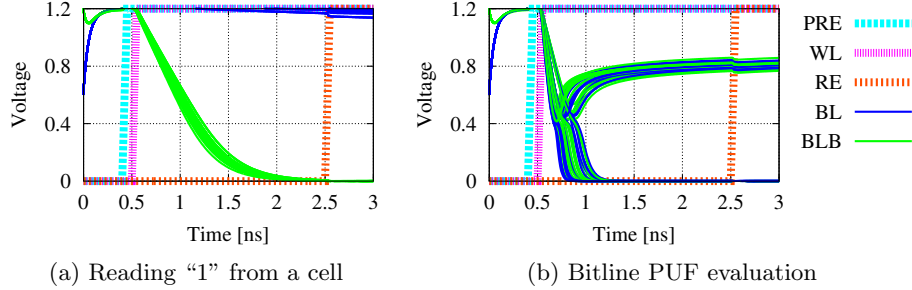 1.2
0.8
0.4
0
Voltage
0 0.5 1 1.5 2 2.5 3
Time [ns]
(a) Reading “1” from a cell
1.2
0.8
0.4
0
Voltage
0 0.5 1 1.5 2 2.5 3
Time [ns]
(b) Bitline PUF evaluation
PRE
WL
RE
BL
BLB